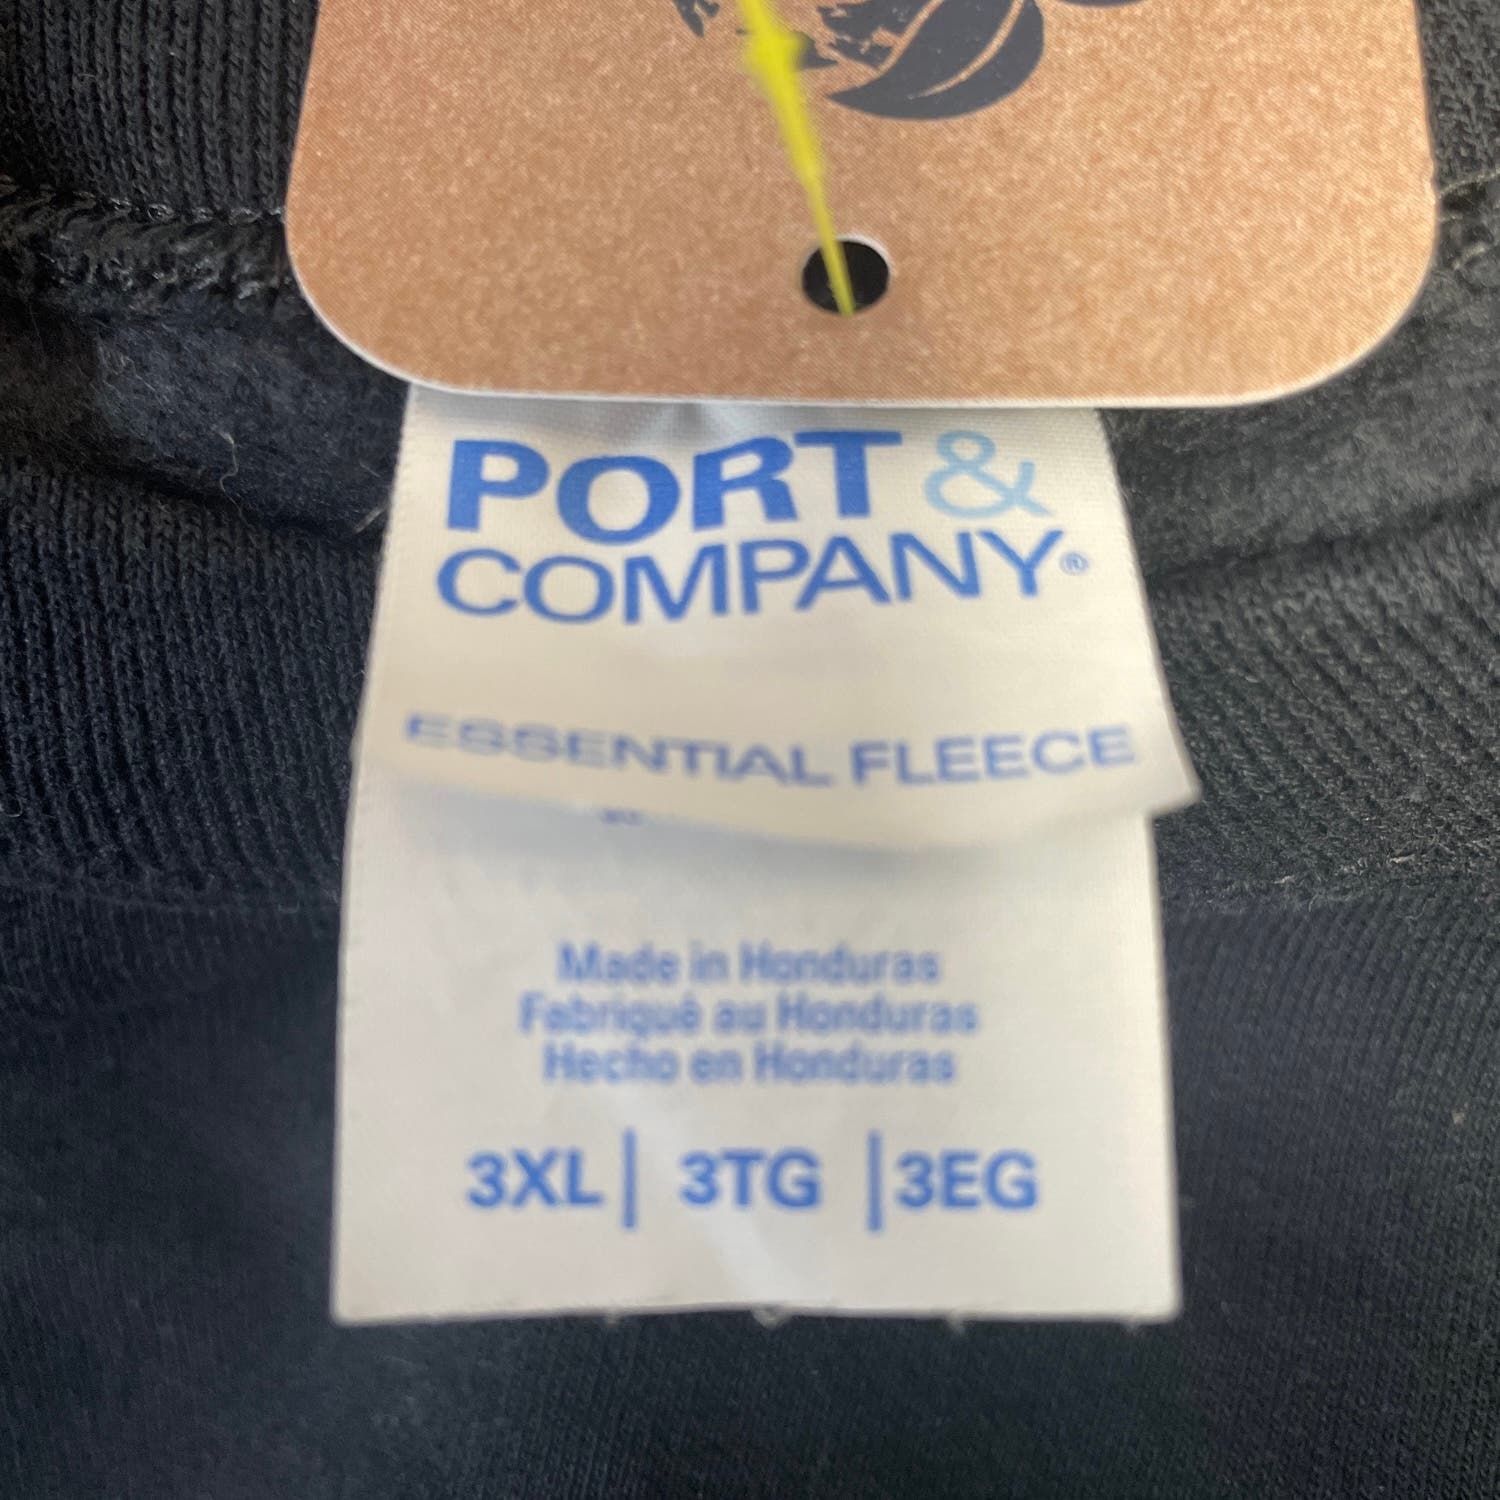 PORT &
COMPANY®
ESSENTIAL FLEECE
Made in Honduras
Fabriqué au Honduras
Hecho en Honduras
3XL | 3TG | 3EG